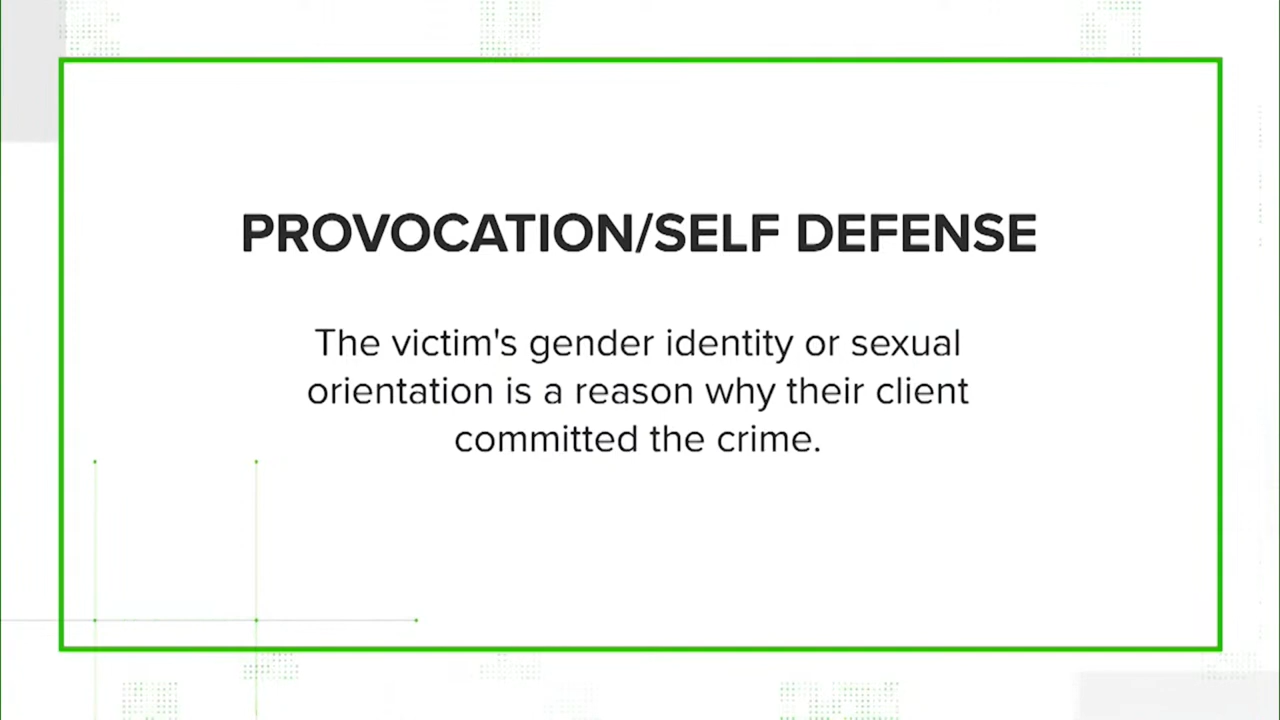 PROVOCATION/SELF DEFENSE
The victim's gender identity or sexual
orientation is a reason why their client
committed the crime.